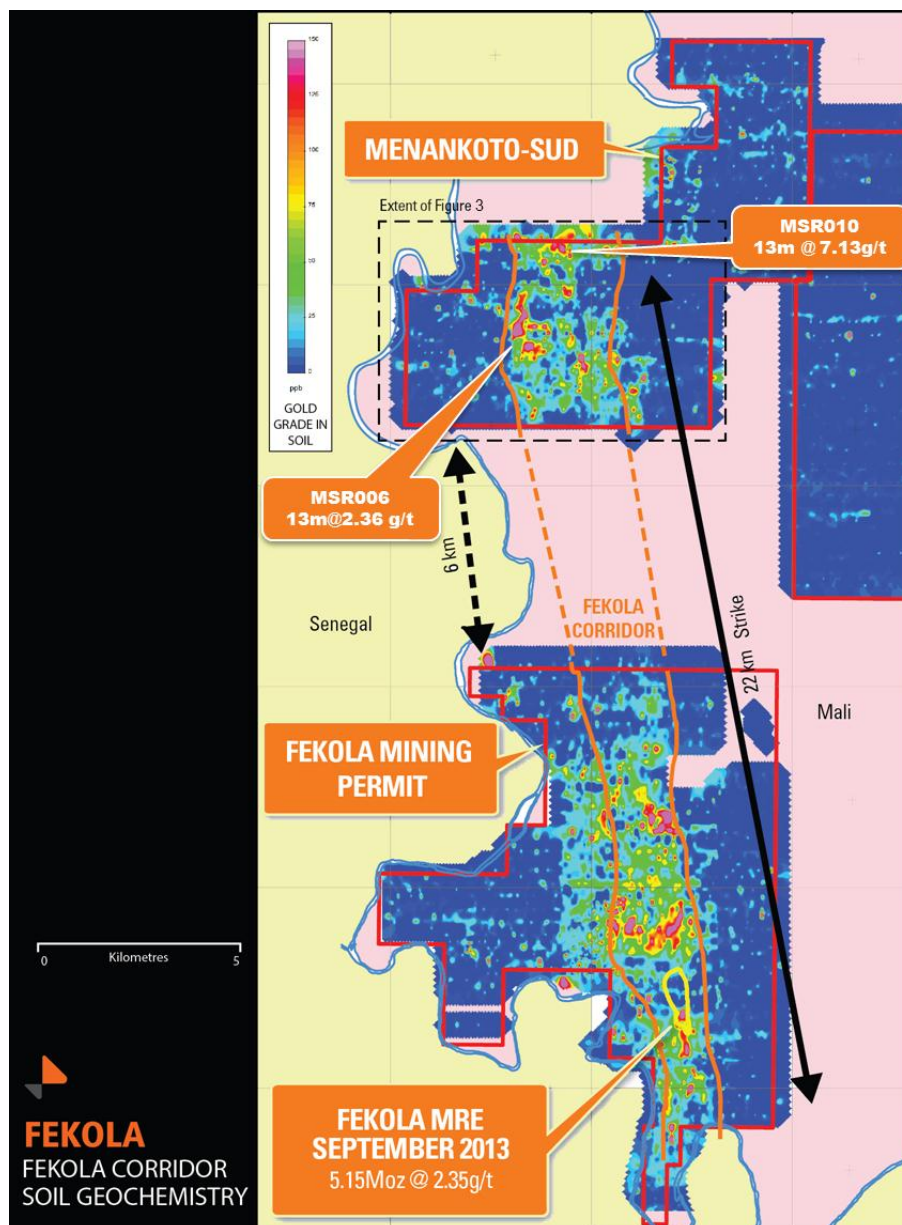 150
125
100
75
50
25
0
ppb
GOLD
GRADE IN
SOIL
MENANKOTO-SUD
Extent of Figure 3
MSR010
13m @ 7.13g/t
MSR006
13m@2.36 g/t
6 km
Senegal
FEKOLA
CORRIDOR
22 km Strike
Mali
FEKOLA MINING
PERMIT
0 Kilometres 5
FEKOLA MRE
SEPTEMBER 2013
5.15Moz @ 2.35g/t
FEKOLA
FEKOLA CORRIDOR
SOIL GEOCHEMISTRY